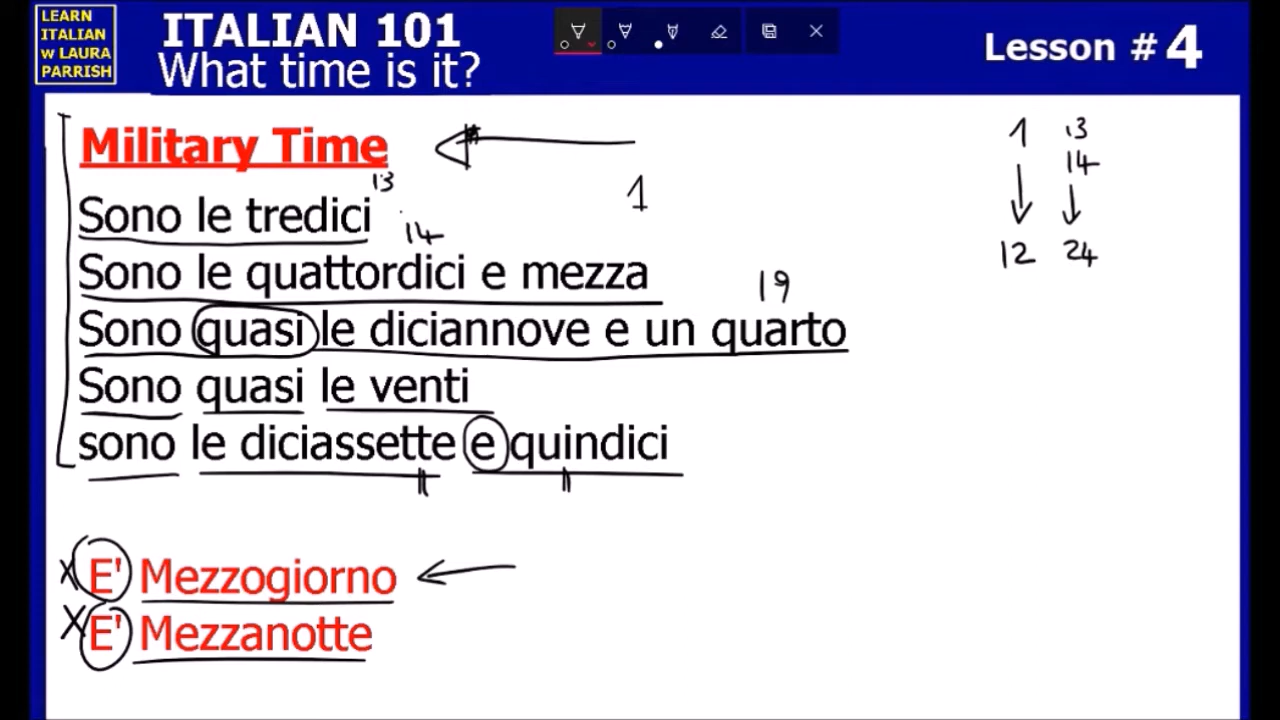 LEARN
ITALIAN
w LAURA
PARRISH
ITALIAN 101
What time is it?
Lesson # 4
Military Time
13
1
Sono le tredici
14
Sono le quattordici e mezza
19
Sono quasi le diciannove e un quarto
Sono quasi le venti
sono le diciassette e quindici
X E' Mezzogiorno
X E' Mezzanotte
1 13
14
12 24